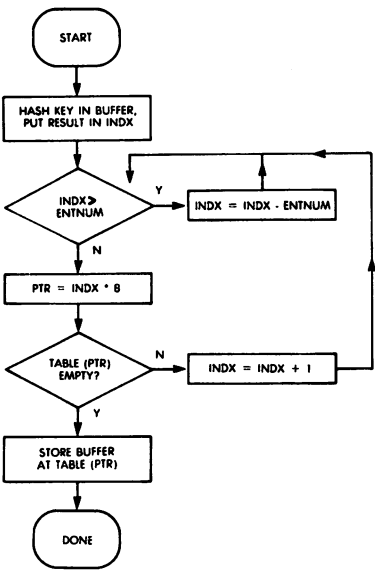 START
HASH KEY IN BUFFER,
PUT RESULT IN INDX
INDX≥
ENTNUM
Y
INDX = INDX - ENTNUM
N
PTR = INDX * 8
TABLE (PTR)
EMPTY?
N
INDX = INDX + 1
Y
STORE BUFFER
AT TABLE (PTR)
DONE